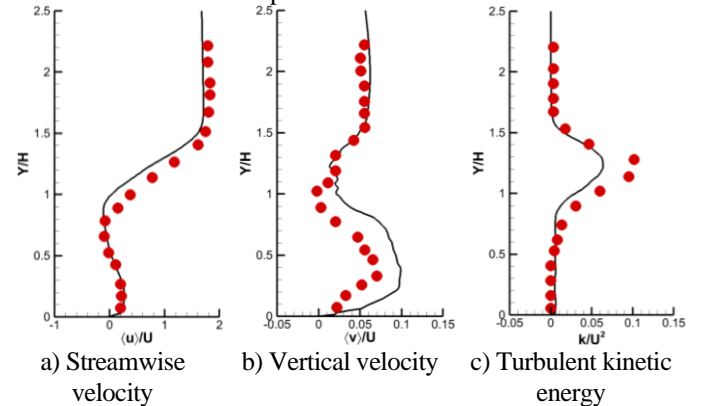 2.5 2.5 2.5
2 2 2
1.5 1.5 1.5
Y/H Y/H Y/H
1 1 1
0.5 0.5 0.5
0 0 0
-1 0 1 2 -0.05 0 0.05 0.1 0.15 -0.05 0 0.05 0.1 0.15
⟨u⟩/U ⟨v⟩/U k/U²
a) Streamwise b) Vertical velocity c) Turbulent kinetic
velocity energy